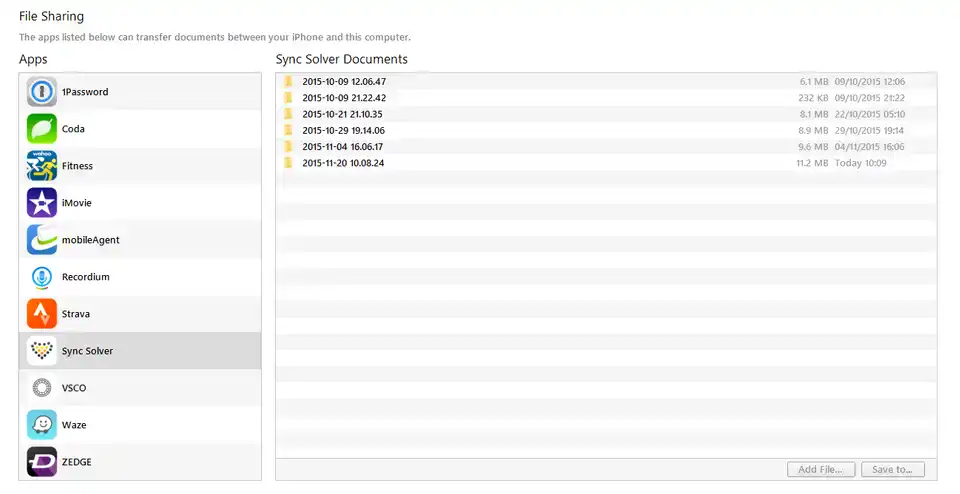 File Sharing
The apps listed below can transfer documents between your iPhone and this computer.
Apps
1Password
Coda
wahoo
Fitness
iMovie
mobileAgent
Recordium
Strava
Sync Solver
VSCO
Waze
ZEDGE
Sync Solver Documents
2015-10-09 12.06.47 6.1 MB 09/10/2015 12:06
2015-10-09 21.22.42 232 KB 09/10/2015 21:22
2015-10-21 21.10.35 8.1 MB 22/10/2015 05:10
2015-10-29 19.14.06 8.9 MB 29/10/2015 19:14
2015-11-04 16.06.17 9.6 MB 04/11/2015 16:06
2015-11-20 10.08.24 11.2 MB Today 10:09
Add File... Save to...